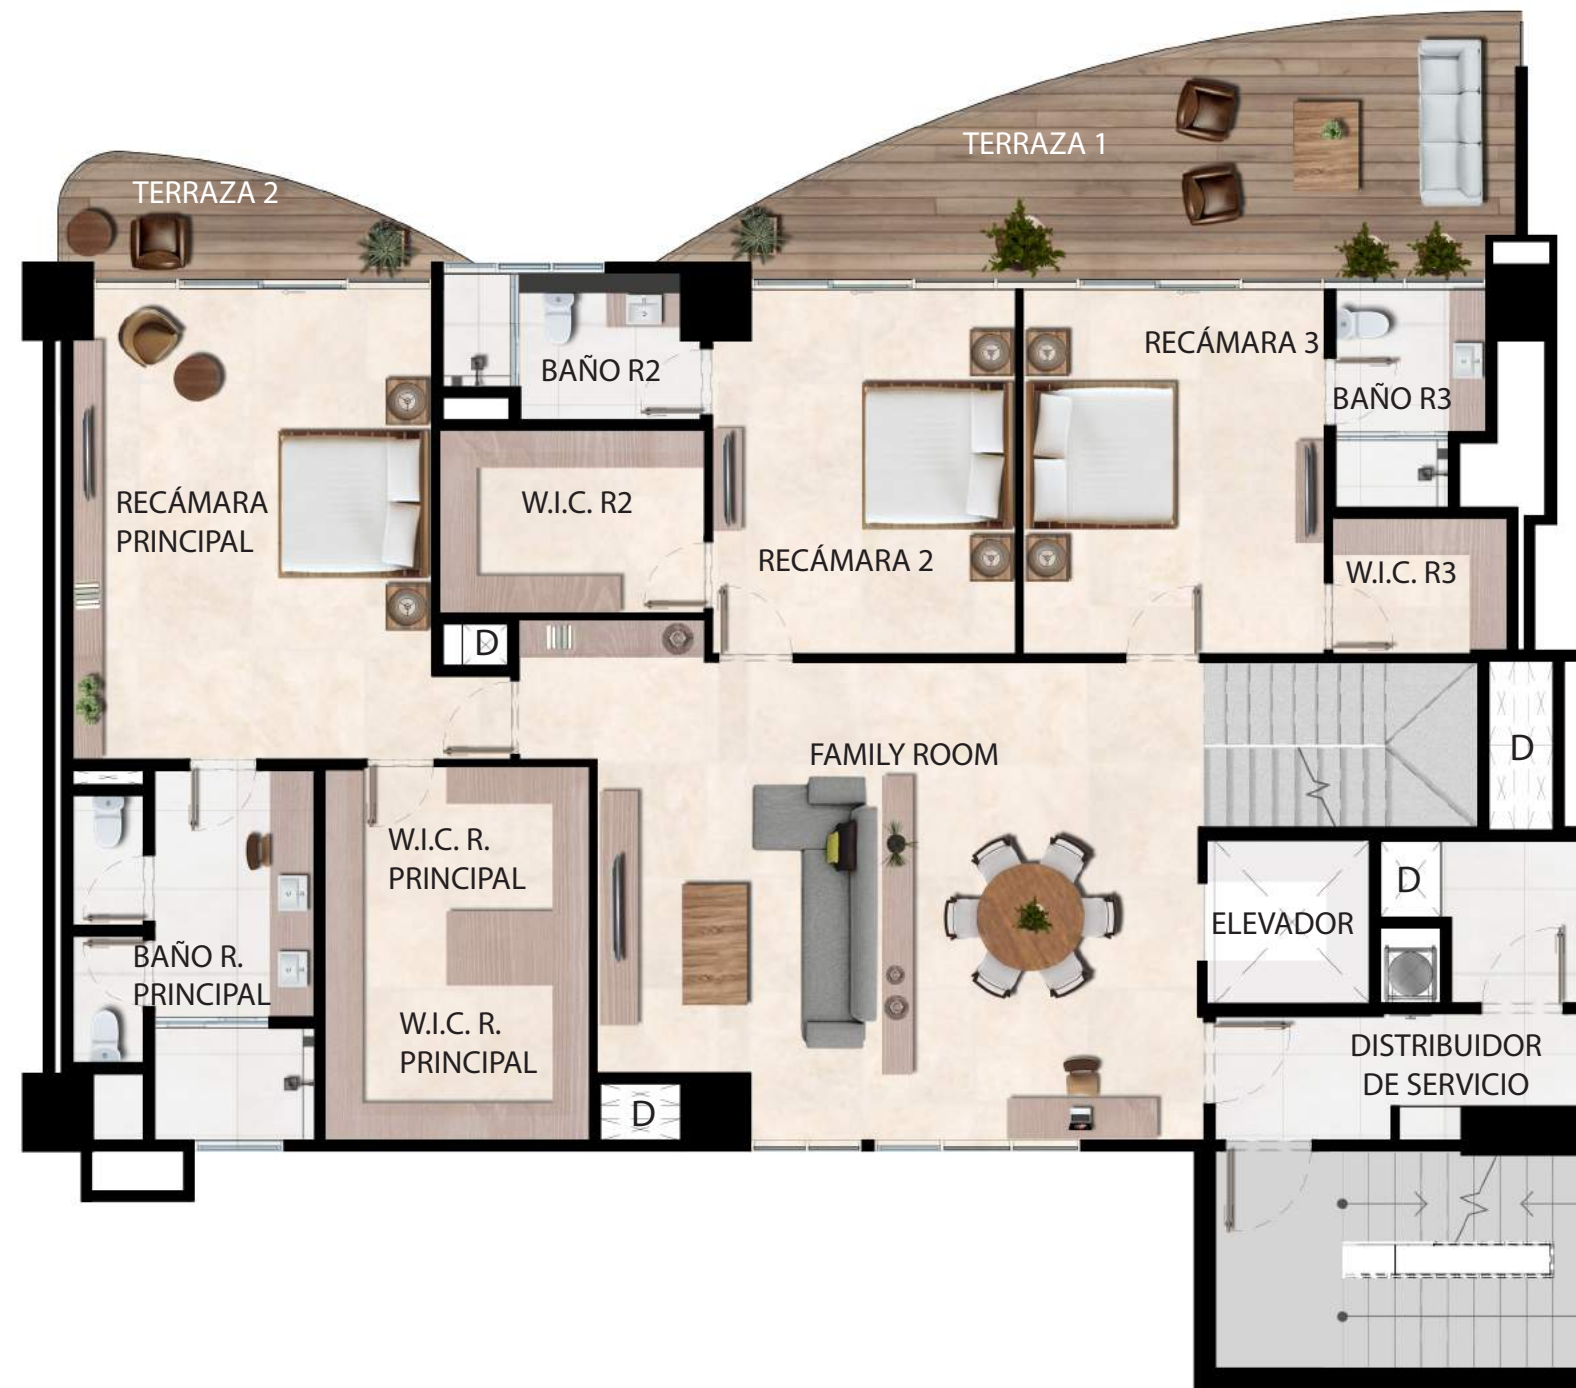 TERRAZA 1
TERRAZA 2
RECÁMARA 3
BAÑO R2
BAÑO R3
RECÁMARA
PRINCIPAL
W.I.C. R2
RECÁMARA 2
W.I.C. R3
D
FAMILY ROOM
D
W.I.C. R.
PRINCIPAL
D
ELEVADOR
BAÑO R.
PRINCIPAL
W.I.C. R.
PRINCIPAL
DISTRIBUIDOR
DE SERVICIO
D